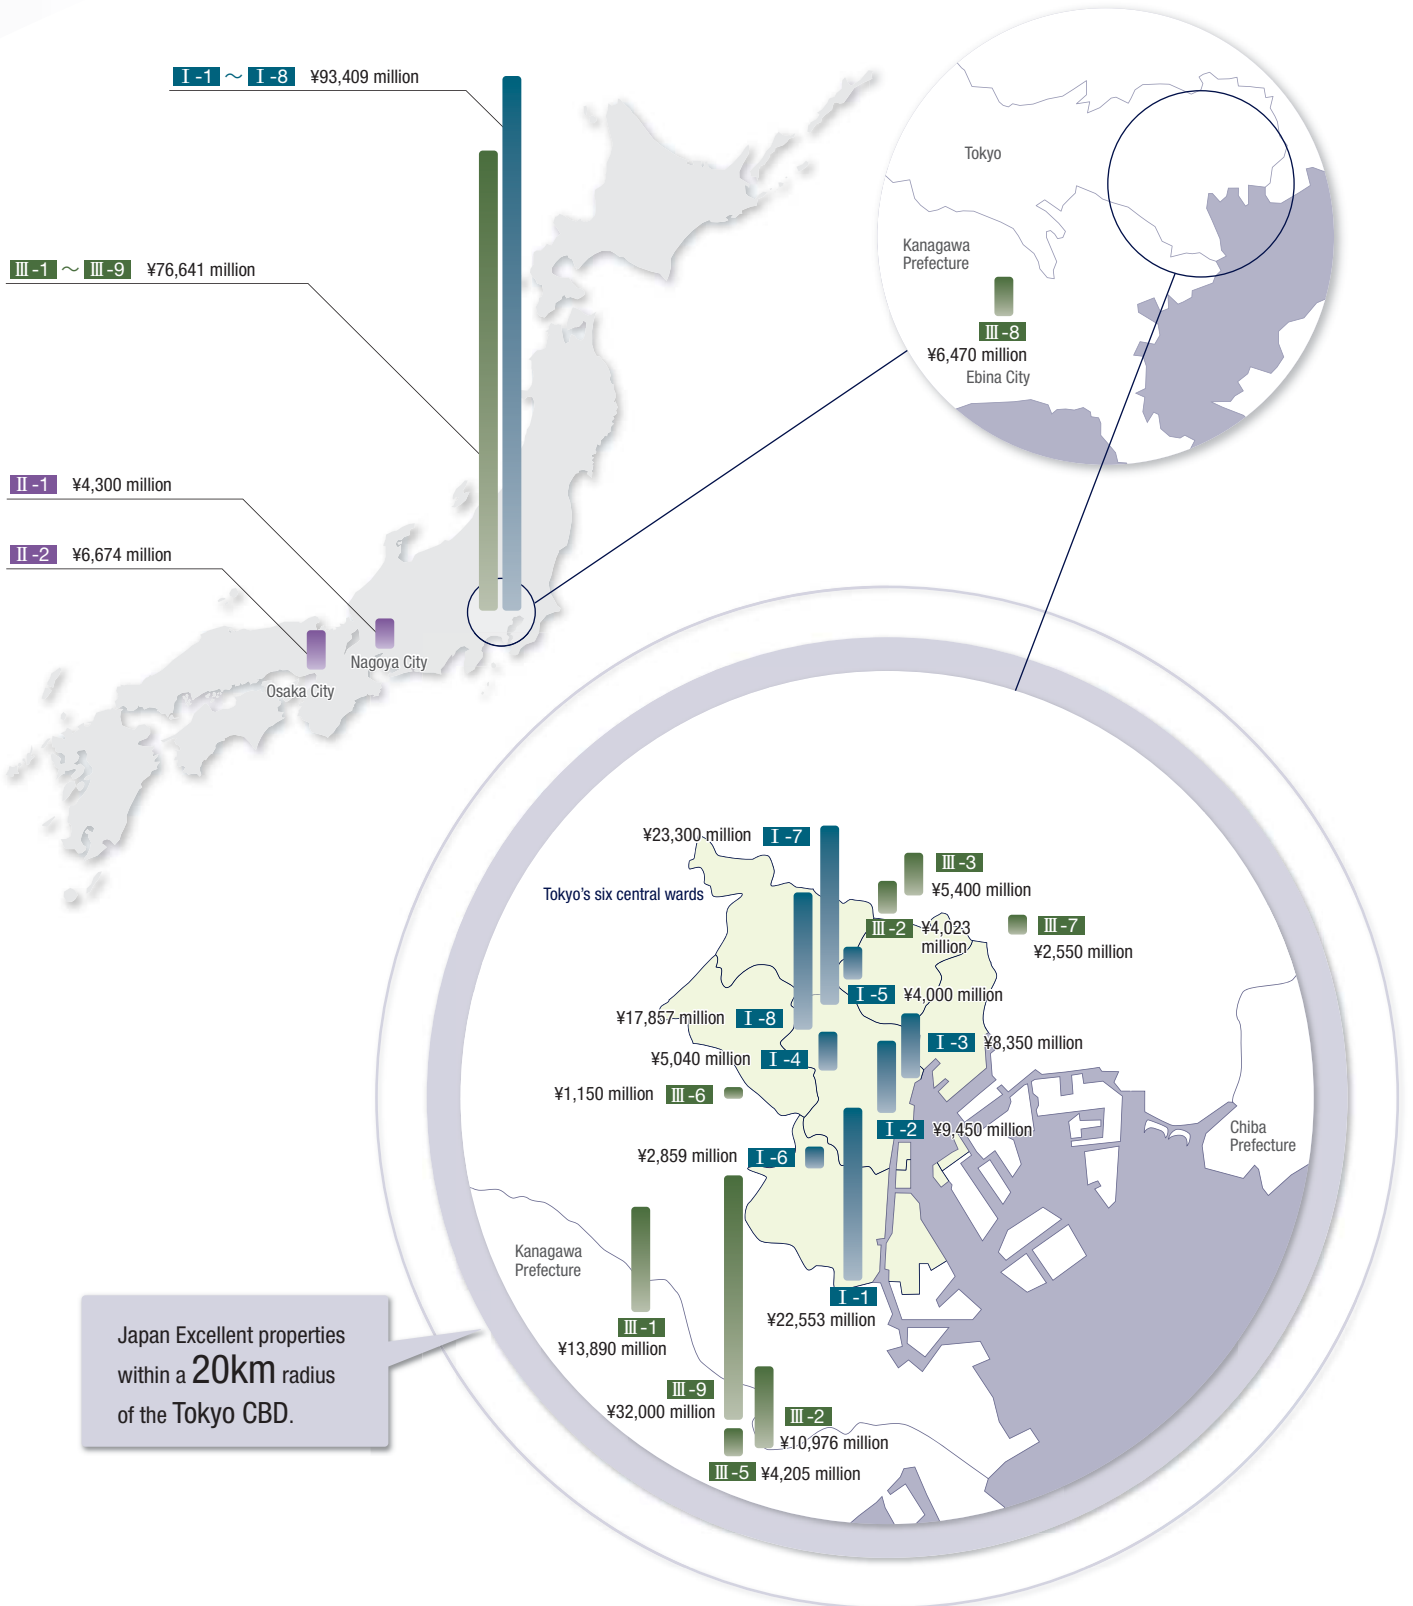 Ⅰ-1 ～ Ⅰ-8 ¥93,409 million
Ⅲ-1 ～ Ⅲ-9 ¥76,641 million
Ⅱ-1 ¥4,300 million
Ⅱ-2 ¥6,674 million
Nagoya City
Osaka City
Tokyo
Kanagawa
Prefecture
Ⅲ-8
¥6,470 million
Ebina City
¥23,300 million Ⅰ-7
Tokyo's six central wards
Ⅲ-3
¥5,400 million
Ⅲ-2 ¥4,023
million
Ⅲ-7
¥2,550 million
Ⅰ-5 ¥4,000 million
¥17,857 million Ⅰ-8
Ⅰ-3 ¥8,350 million
¥5,040 million Ⅰ-4
¥1,150 million Ⅲ-6
Ⅰ-2 ¥9,450 million
Chiba
Prefecture
¥2,859 million Ⅰ-6
Kanagawa
Prefecture
Ⅰ-1
¥22,553 million
Ⅲ-1
¥13,890 million
Ⅲ-9
¥32,000 million
Ⅲ-2
¥10,976 million
Ⅲ-5 ¥4,205 million
Japan Excellent properties
within a 20km radius
of the Tokyo CBD.